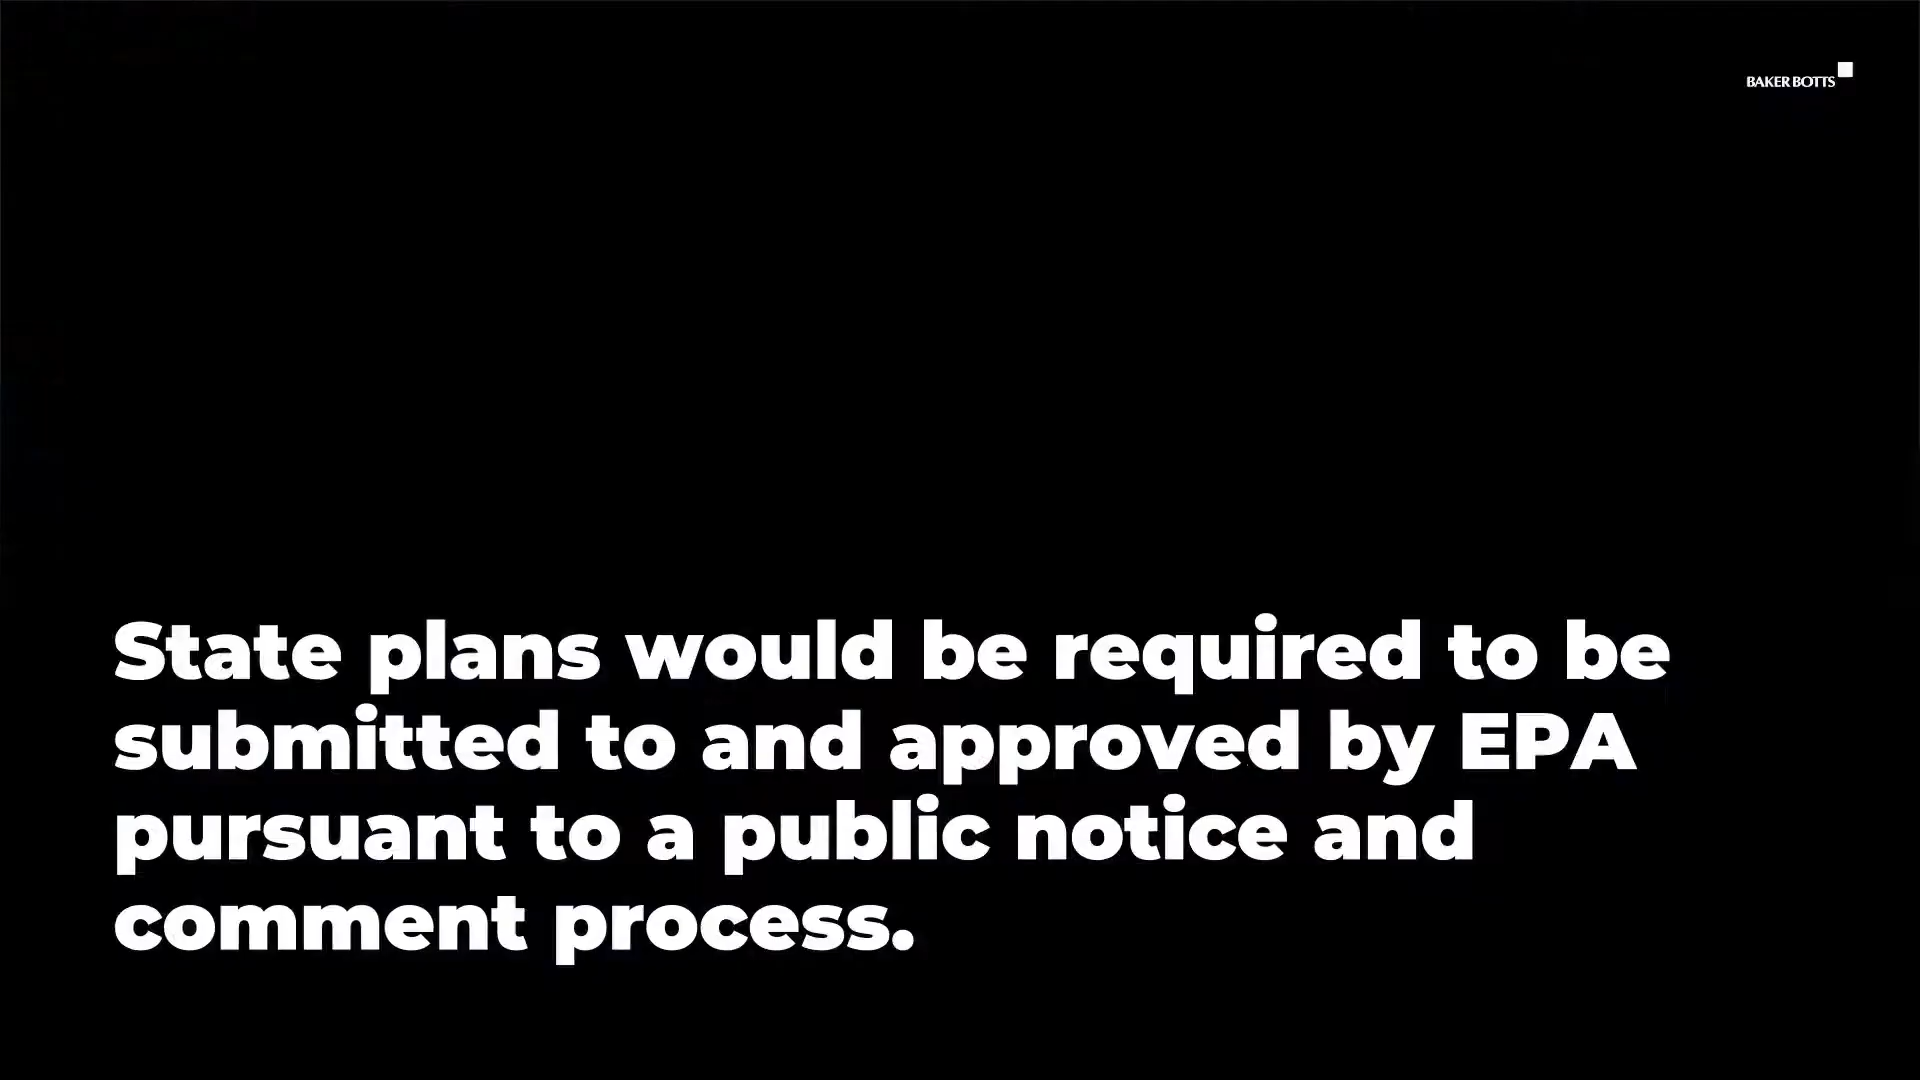 BAKER BOTTS
State plans would be required to be
submitted to and approved by EPA
pursuant to a public notice and
comment process.